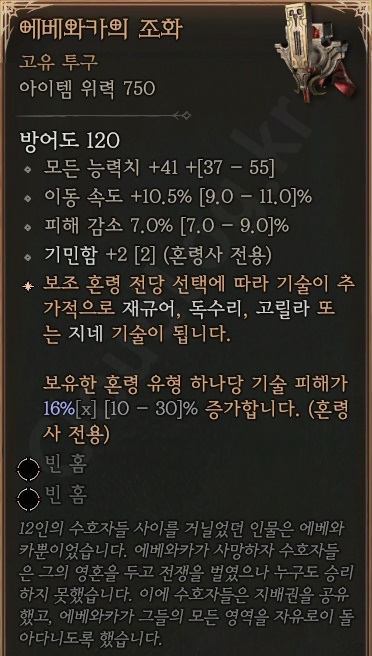 에베와카의 조화
고유 투구
아이템 위력 750
방어도 120
모든 능력치 +41 +[37 – 55]
이동 속도 +10.5% [9.0 – 11.0]%
피해 감소 7.0% [7.0 – 9.0]%
기민함 +2 [2] (혼령사 전용)
보조 혼령 전당 선택에 따라 기술이 추
가적으로 재규어, 독수리, 고릴라 또
는 지네 기술이 됩니다.
보유한 혼령 유형 하나당 기술 피해가
16%[x] [10 – 30]% 증가합니다. (혼령
사 전용)
빈 홈
빈 홈
12인의 수호자들 사이를 거닐었던 인물은 에베와
카뿐이었습니다. 에베와카가 사망하자 수호자들
은 그의 영혼을 두고 전쟁을 벌였으나 누구도 승리
하지 못했습니다. 이에 수호자들은 지배권을 공유
했고, 에베와카가 그들의 모든 영역을 자유로이 돌
아다니도록 했습니다.